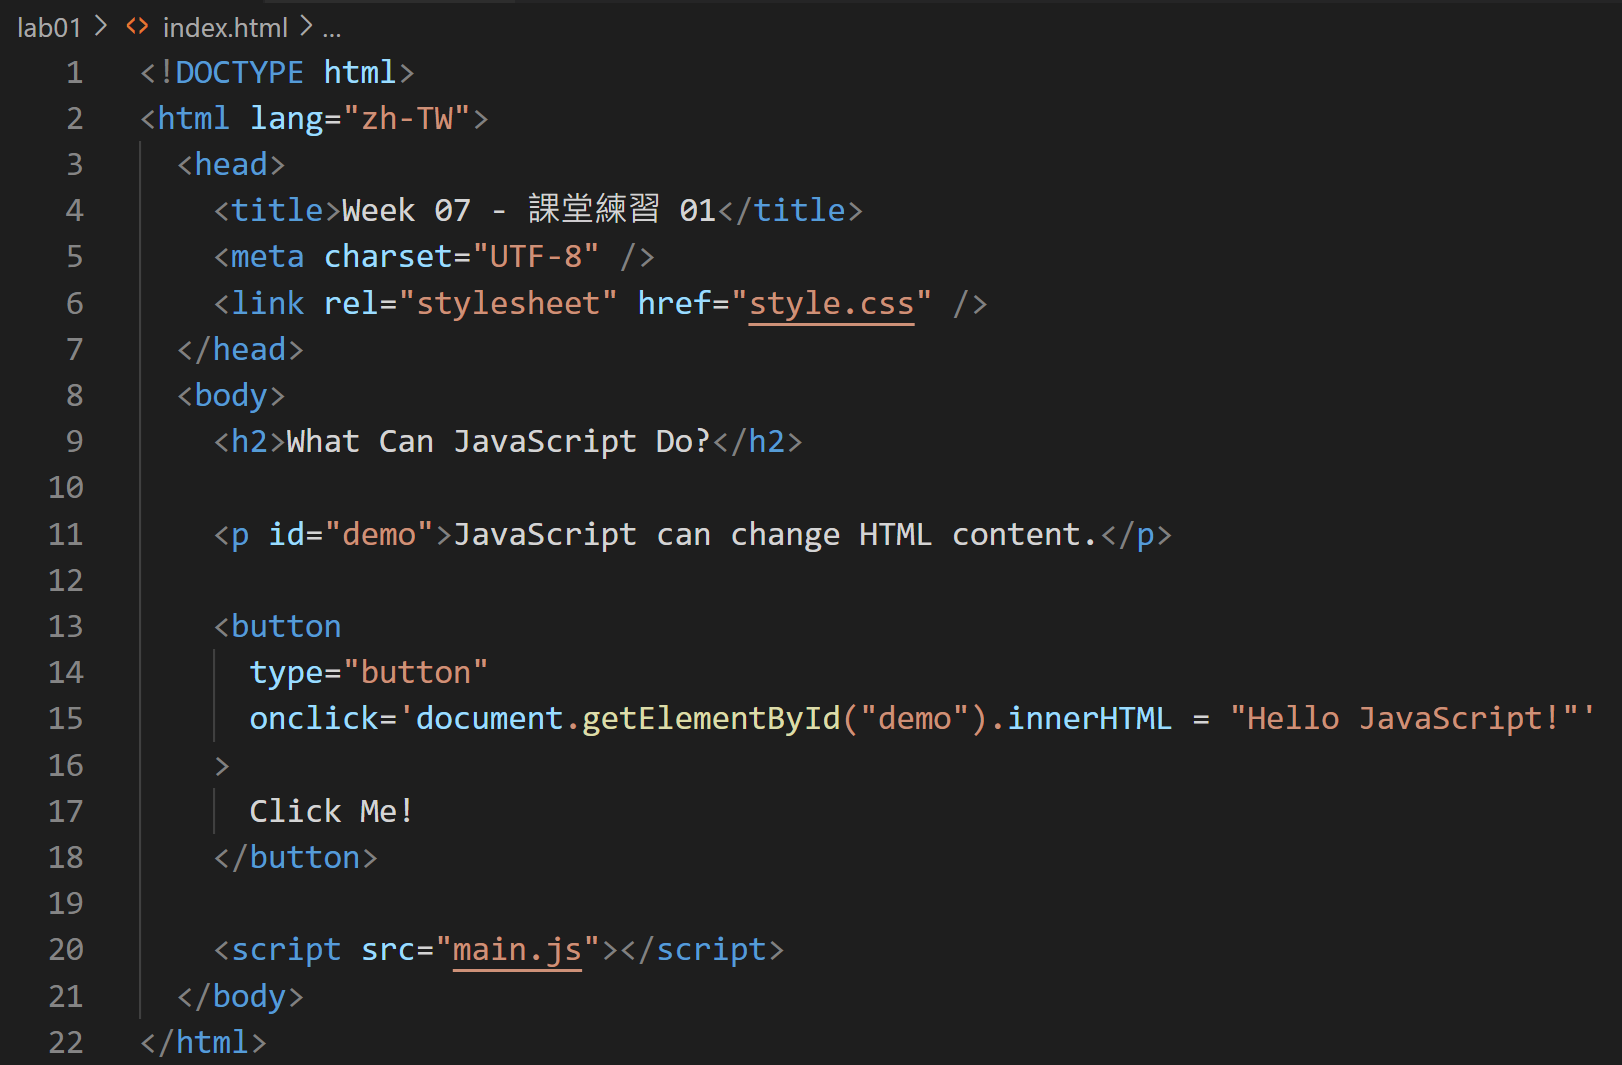 lab01 > <> index.html > ...
1 <!DOCTYPE html>
2 <html lang="zh-TW">
3 <head>
4 <title>Week 07 - 課堂練習 01</title>
5 <meta charset="UTF-8" />
6 <link rel="stylesheet" href="style.css" />
7 </head>
8 <body>
9 <h2>What Can JavaScript Do?</h2>
10
11 <p id="demo">JavaScript can change HTML content.</p>
12
13 <button
14 type="button"
15 onclick='document.getElementById("demo").innerHTML = "Hello JavaScript!"'
16 >
17 Click Me!
18 </button>
19
20 <script src="main.js"></script>
21 </body>
22 </html>